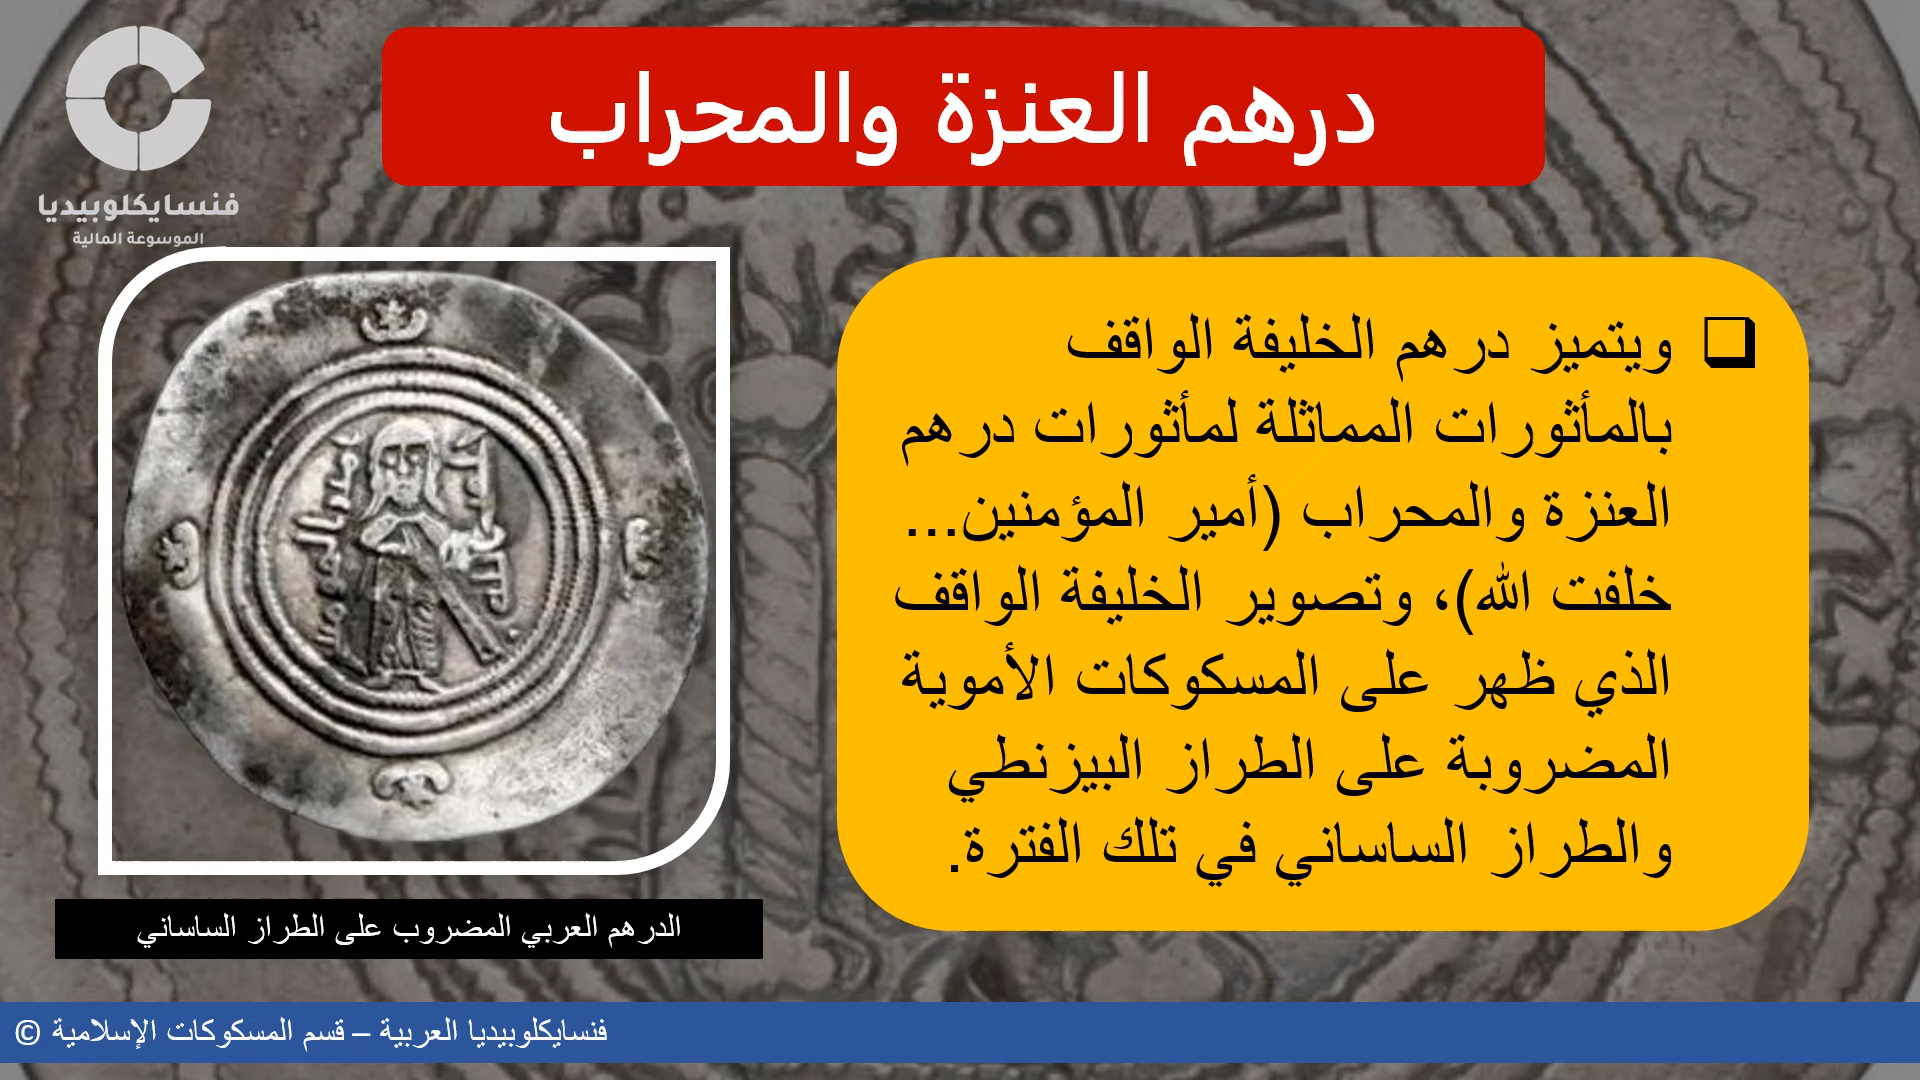 درهم العنزة والمحراب
فنسايكلوبيديا
الموسوعة المالية
❑ ويتميز درهم الخليفة الواقف
بالمأثورات المماثلة لمأثورات درهم
العنزة والمحراب (أمير المؤمنين...
خلفت الله)، وتصوير الخليفة الواقف
الذي ظهر على المسكوكات الأموية
المضروبة على الطراز البيزنطي
والطراز الساساني في تلك الفترة.
الدرهم العربي المضروب على الطراز الساساني
فنسايكلوبيديا العربية – قسم المسكوكات الإسلامية ©